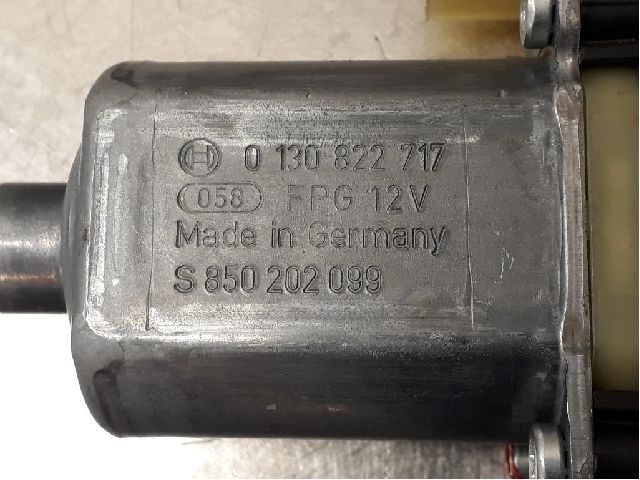 0 130 822 717
058 FPG 12V
Made in Germany
S 850 202 099